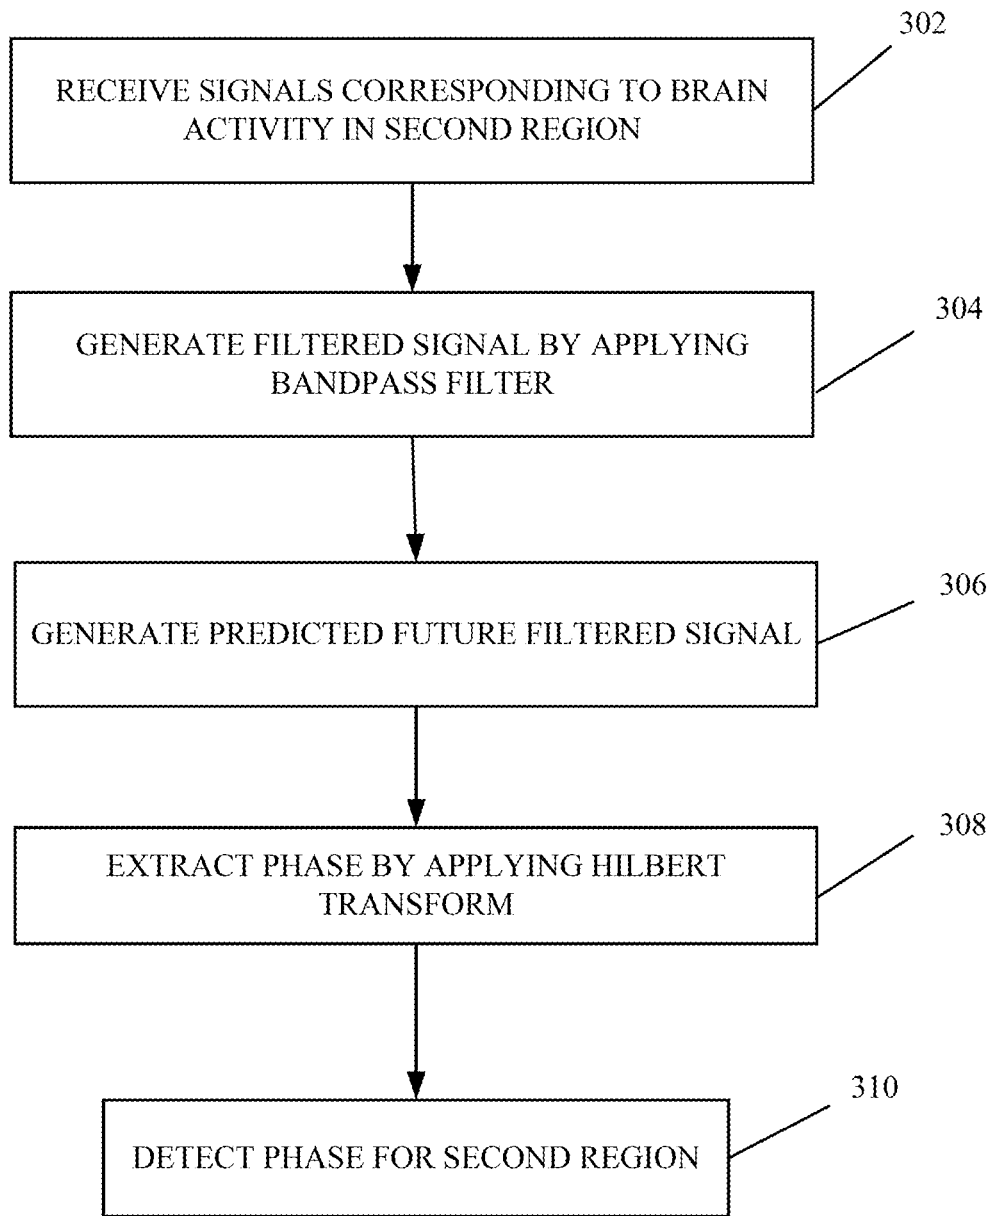 302
RECEIVE SIGNALS CORRESPONDING TO BRAIN
ACTIVITY IN SECOND REGION
304
GENERATE FILTERED SIGNAL BY APPLYING
BANDPASS FILTER
306
GENERATE PREDICTED FUTURE FILTERED SIGNAL
308
EXTRACT PHASE BY APPLYING HILBERT
TRANSFORM
310
DETECT PHASE FOR SECOND REGION